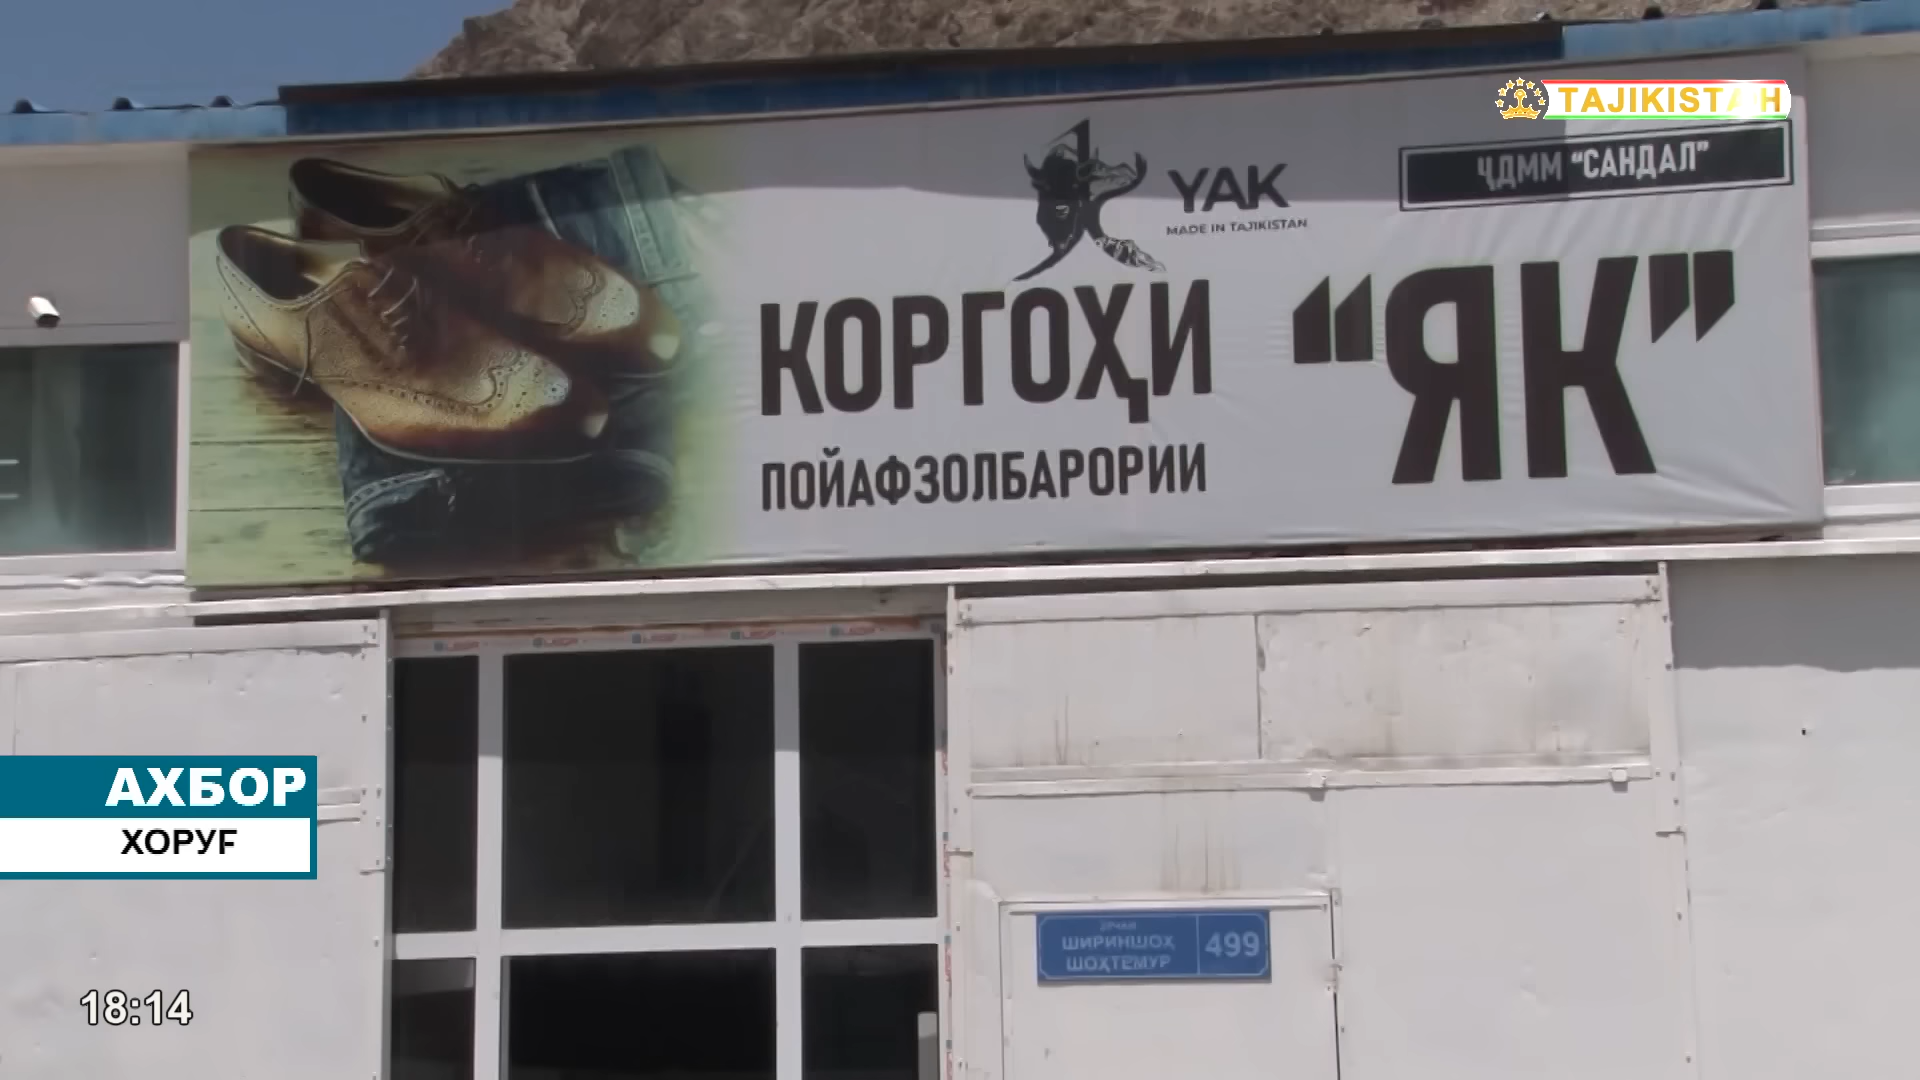 TAJIKISTAN
ҶДММ “САНДАЛ”
YAK
MADE IN TAJIKISTAN
КОРГОҲИ “ЯК”
ПОЙАФЗОЛБАРОРИИ
АХБОР
ХОРУҒ
ШИРИНШОҲ
ШОҲТЕМУР
499
18:14